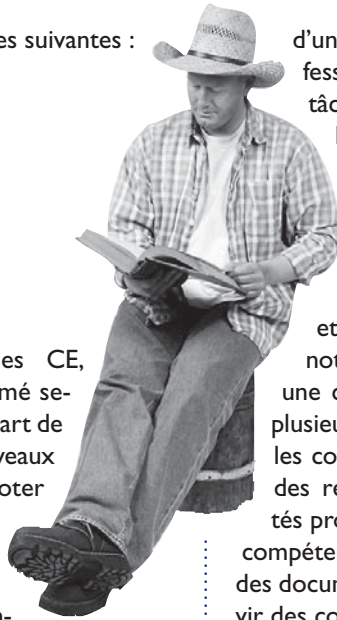 es suivantes :
es CE,
mé se-
art de
veaux
oter
n-
d’un
fess
tâc
et
not
une c
plusieu
les co
des re
tés pro
compéten
des docum
vir des co